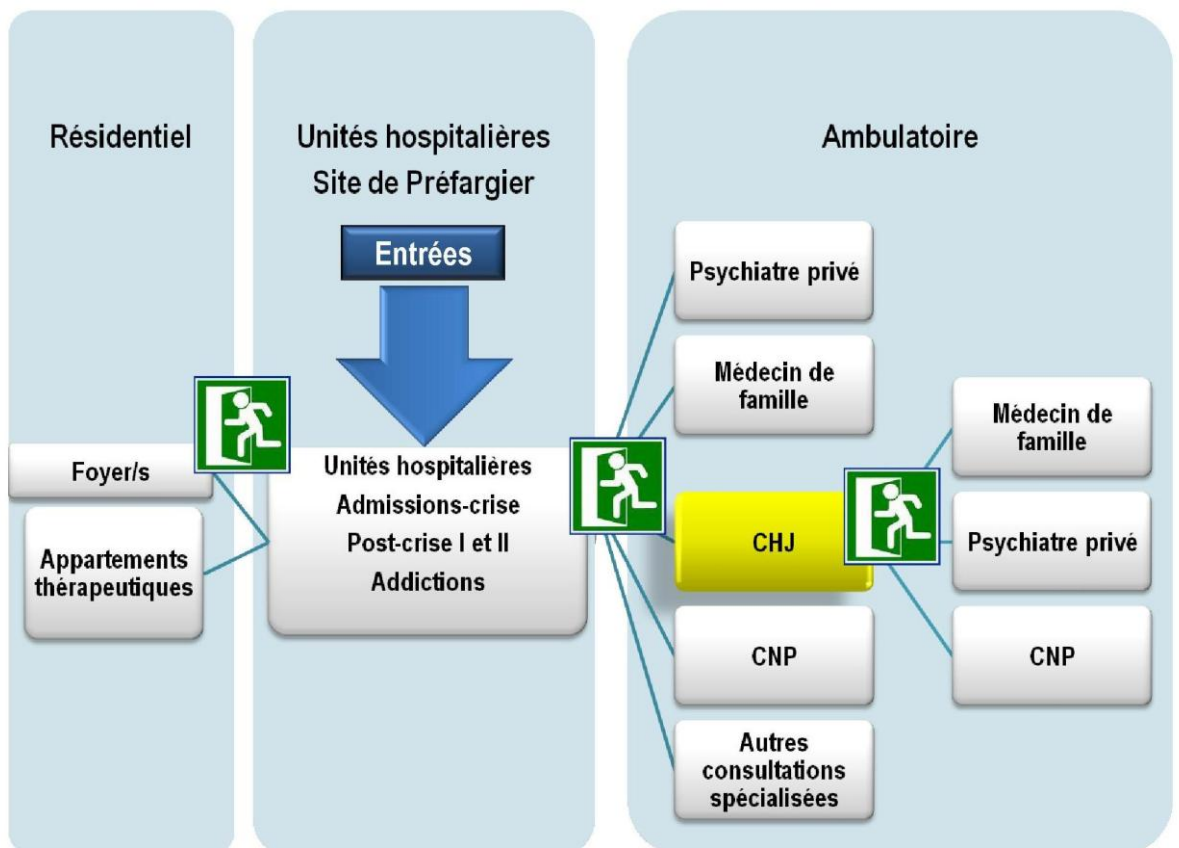 Résidentiel
Unités hospitalières
Site de Préfargier
Entrées
Foyer/s
Appartements
thérapeutiques
Unités hospitalières
Admissions-crise
Post-crise I et II
Addictions
Ambulatoire
Psychiatre privé
Médecin de
famille
CHJ
CNP
Autres
consultations
spécialisées
Médecin de
famille
Psychiatre privé
CNP